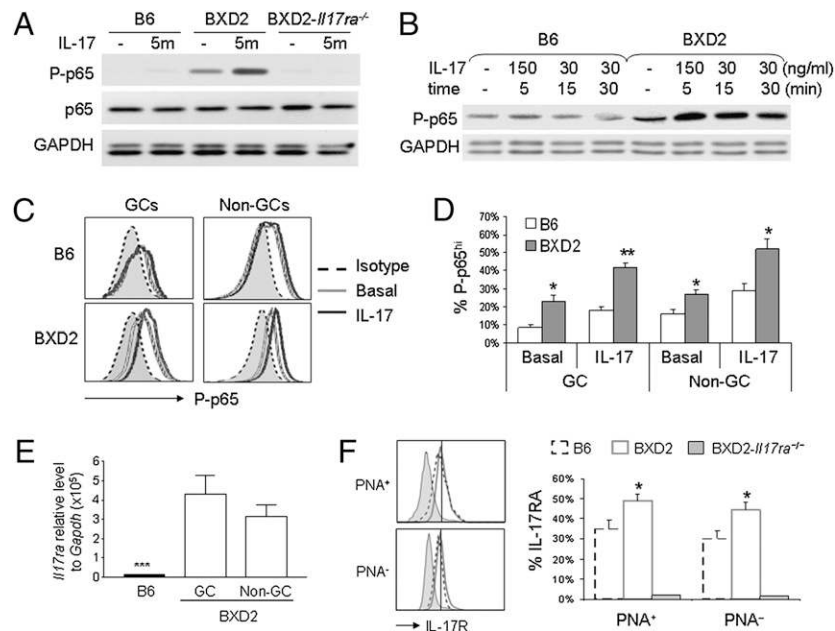 A
B6 BXD2 BXD2-Il17ra-/-
IL-17 - 5m - 5m - 5m
P-p65
p65
GAPDH
B
B6 BXD2
IL-17 - 150 30 30 - 150 30 30 (ng/ml)
time - 5 15 30 - 5 15 30 (min)
P-p65
GAPDH
C
GCs Non-GCs
B6
BXD2
Isotype
Basal
IL-17
P-p65
D
B6
BXD2
% P-p65hi
70%
60%
50%
40%
30%
20%
10%
0%
* ** * *
Basal IL-17 Basal IL-17
GC Non-GC
E
Il17ra relative level
to Gapdh (x10⁵)
6
5
4
3
2
1
0
***
B6 GC Non-GC
BXD2
F
PNA+
PNA-
IL-17R
B6 BXD2 BXD2-Il17ra-/-
% IL-17RA
60%
50%
40%
30%
20%
10%
0%
* *
PNA+ PNA-